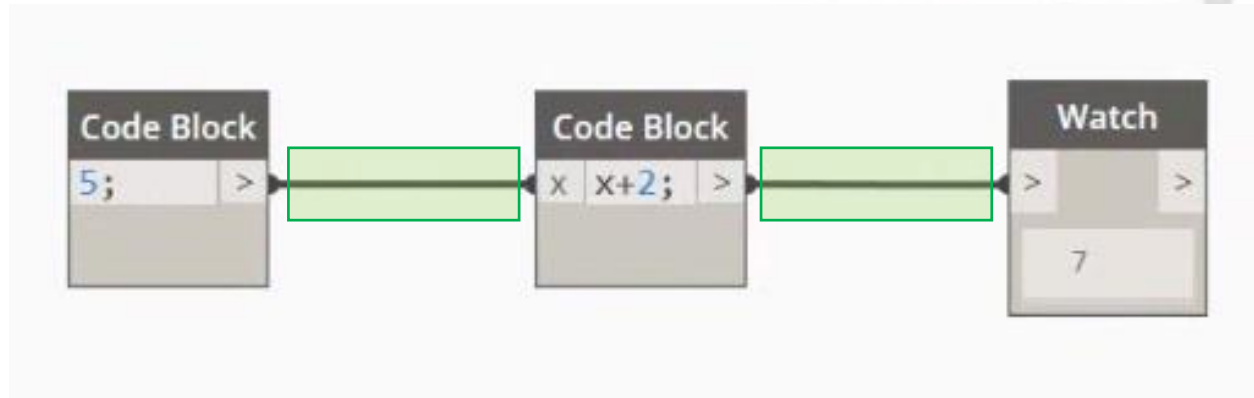 Code Block
5; >
Code Block
x x+2; >
Watch
> >
7